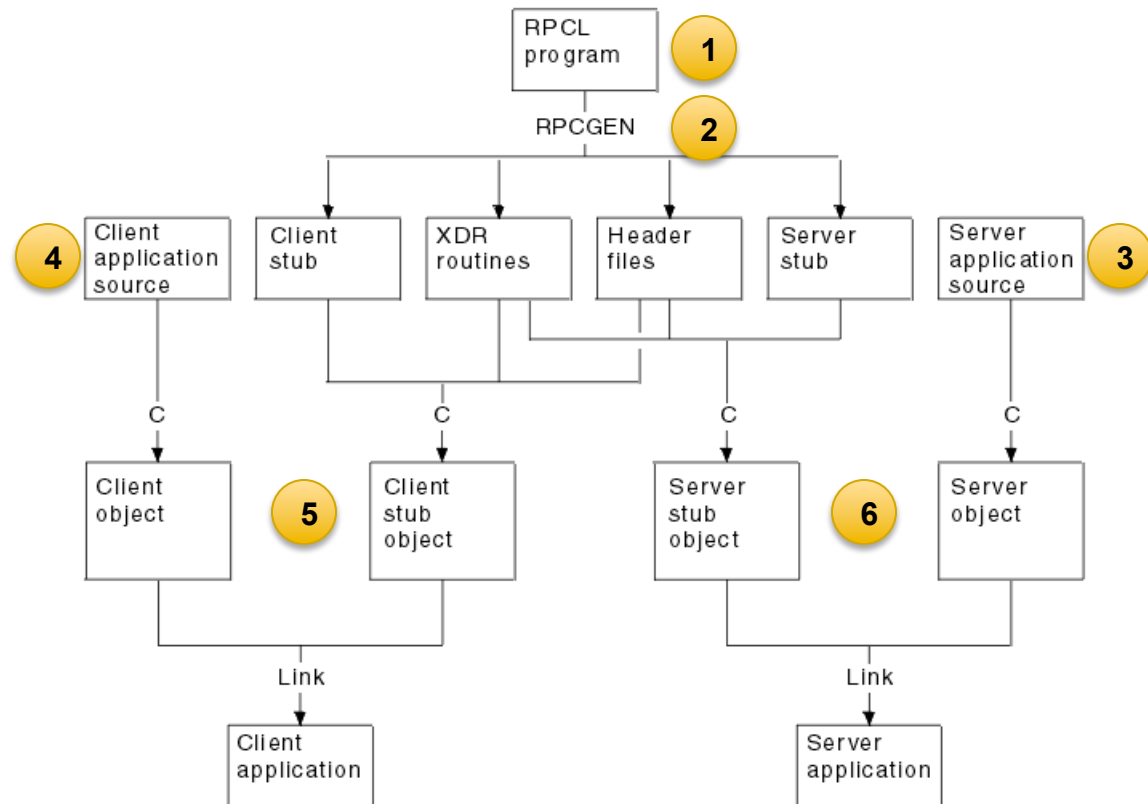 RPCL
program
1
RPCGEN
2
4
Client
application
source
Client
stub
XDR
routines
Header
files
Server
stub
Server
application
source
3
C
C
C
C
Client
object
5
Client
stub
object
Server
stub
object
6
Server
object
Link
Link
Client
application
Server
application